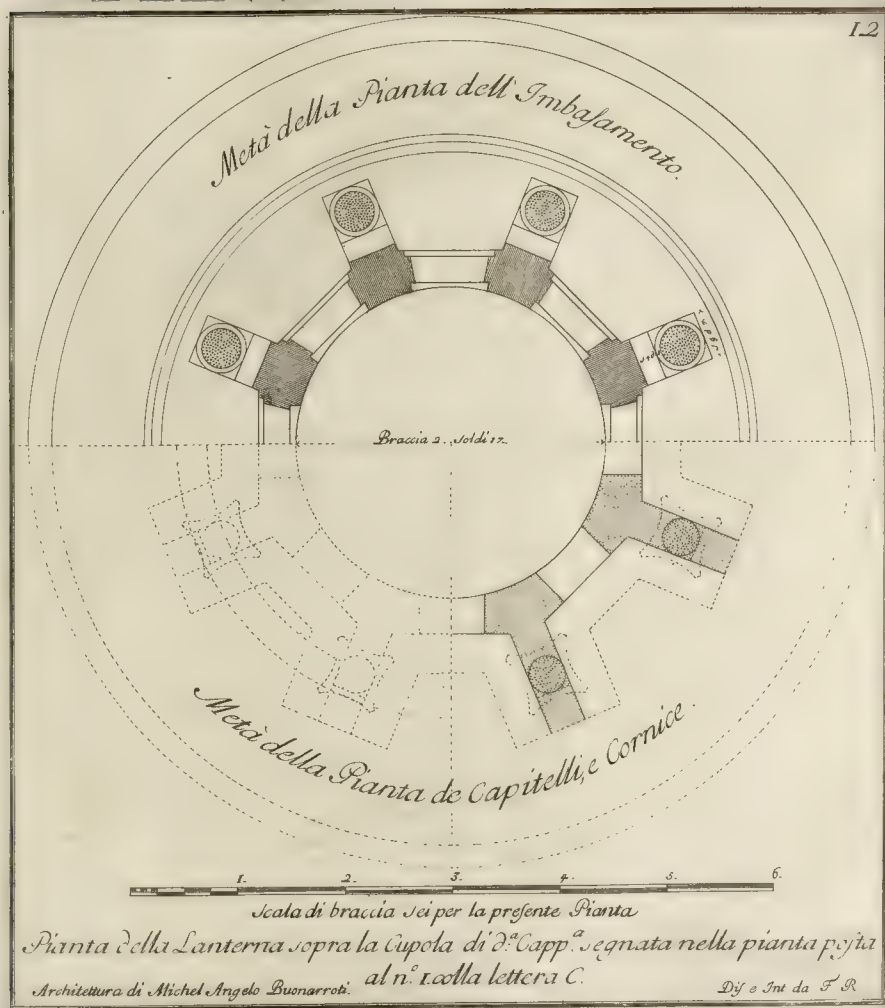 I.2
Metà della Pianta dell' Imbasamento.
Braccia 2. soldi 17
Metà della Pianta de Capitelli, e Cornice.
1. 2. 3. 4. 5. 6.
Scala di braccia sei per la presente Pianta
Pianta della Lanterna sopra la Cupola di d.ª Capp.ª segnata nella pianta posta
al n.º I. colla lettera C.
Architettura di Michel Angelo Buonarroti.
Dis e Int da F R